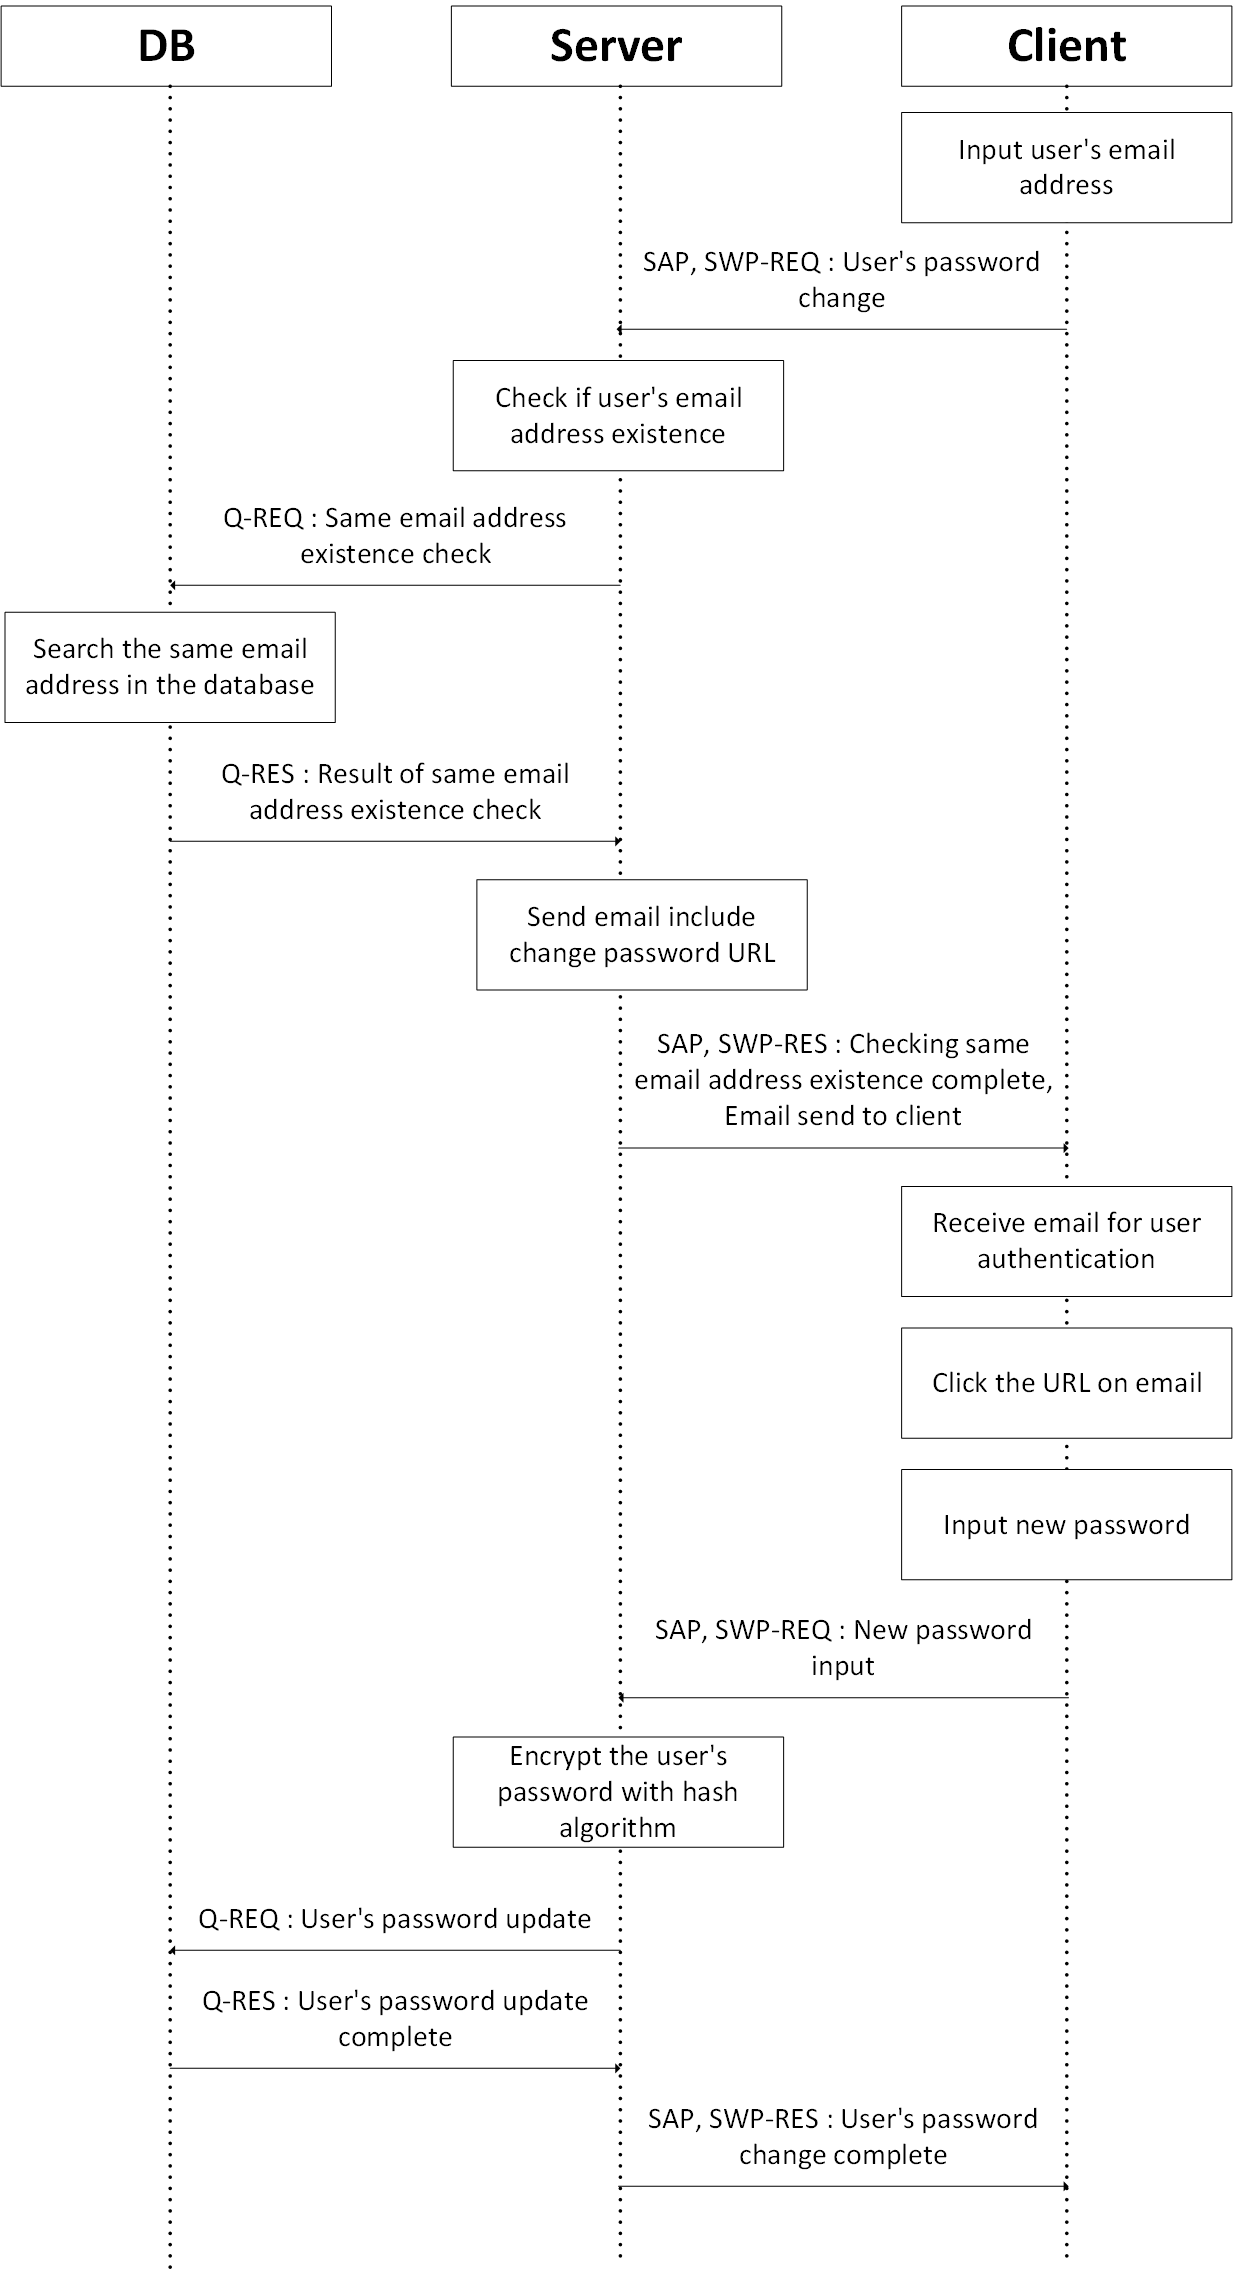 DB
Server
Client
Input user's email
address
SAP, SWP-REQ : User's password
change
Check if user's email
address existence
Q-REQ : Same email address
existence check
Search the same email
address in the database
Q-RES : Result of same email
address existence check
Send email include
change password URL
SAP, SWP-RES : Checking same
email address existence complete,
Email send to client
Receive email for user
authentication
Click the URL on email
Input new password
SAP, SWP-REQ : New password
input
Encrypt the user's
password with hash
algorithm
Q-REQ : User's password update
Q-RES : User's password update
complete
SAP, SWP-RES : User's password
change complete